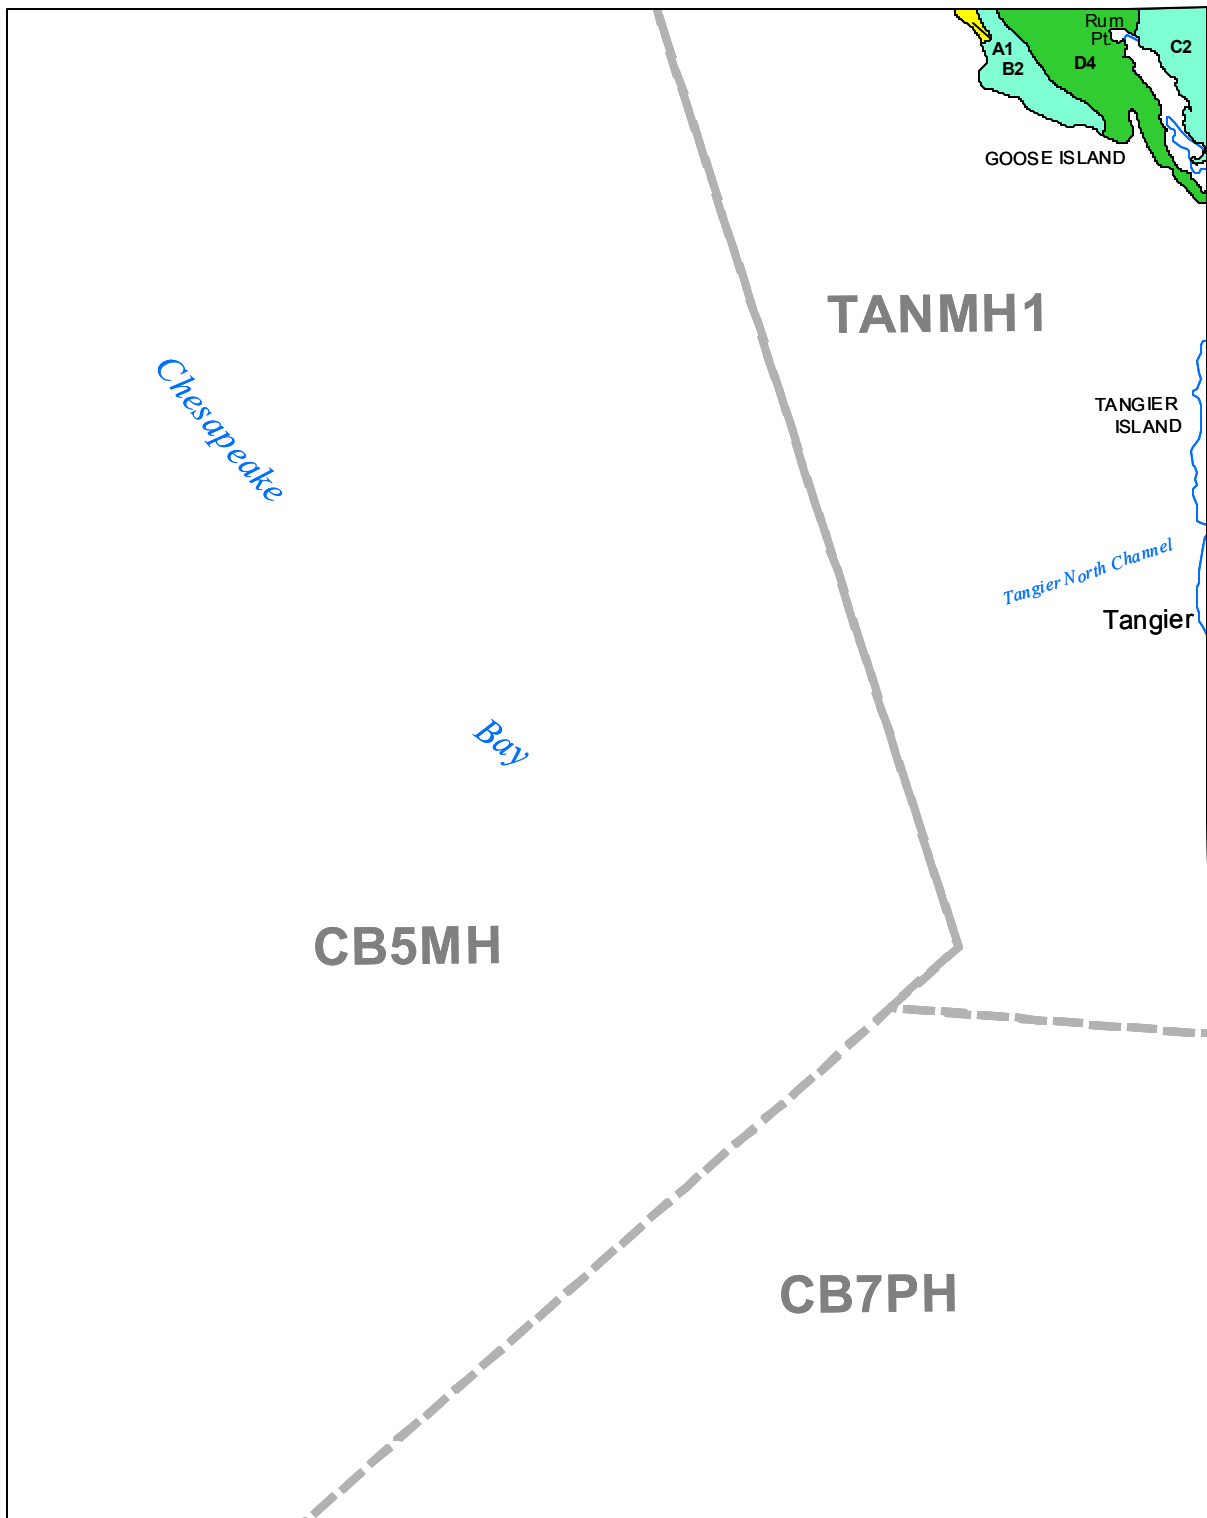 Rum
Pt.
A1
B2
D4
C2
GOOSE ISLAND
TANMH1
Chesapeake
TANGIER
ISLAND
Tangier North Channel
Tangier
Bay
CB5MH
CB7PH